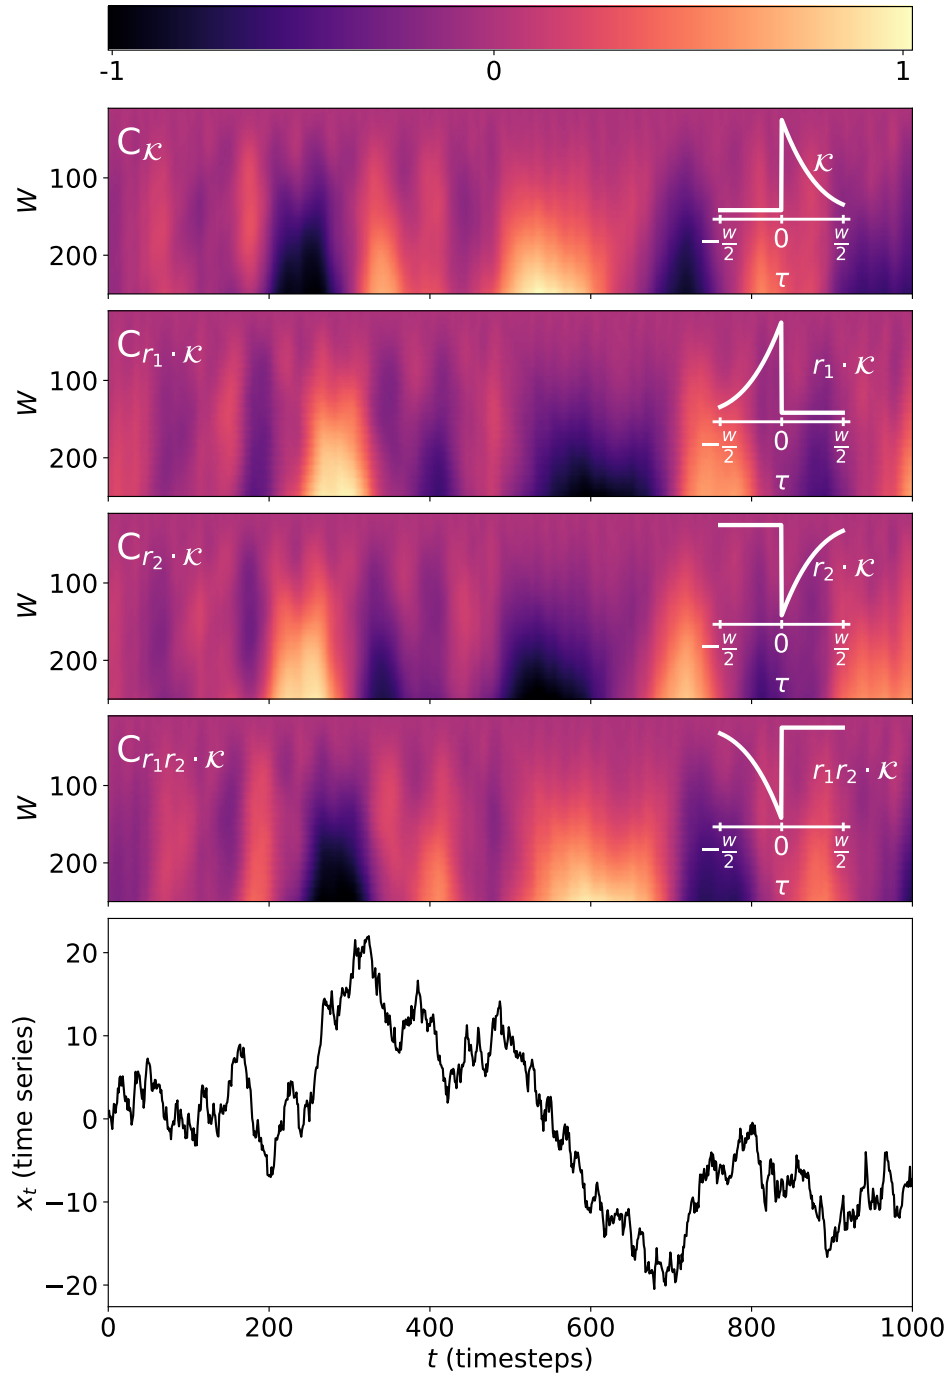 -1 0 1
C_𝒦
𝒦
W
100
200
−w/2 0 w/2
τ
C_{r₁·𝒦}
r₁·𝒦
W
100
200
−w/2 0 w/2
τ
C_{r₂·𝒦}
r₂·𝒦
W
100
200
−w/2 0 w/2
τ
C_{r₁r₂·𝒦}
r₁r₂·𝒦
W
100
200
−w/2 0 w/2
τ
x_t (time series)
20
10
0
−10
−20
0 200 400 600 800 1000
t (timesteps)